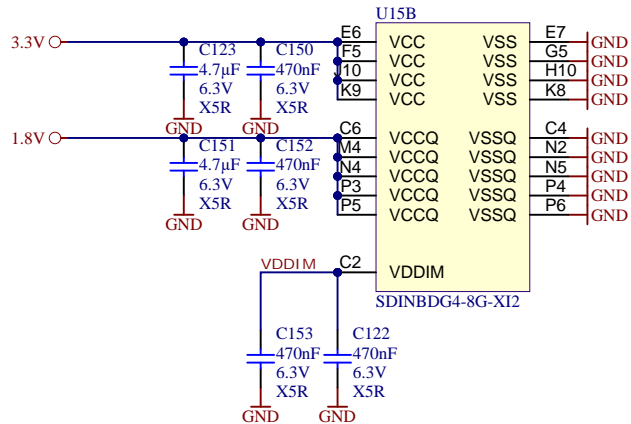 U15B
3.3V
E6 VCC VSS E7 GND
F5 VCC VSS G5 GND
J10 VCC VSS H10 GND
K9 VCC VSS K8 GND
C123
4.7µF
6.3V
X5R
GND
C150
470nF
6.3V
X5R
GND
1.8V
C6 VCCQ VSSQ C4 GND
M4 VCCQ VSSQ N2 GND
N4 VCCQ VSSQ N5 GND
P3 VCCQ VSSQ P4 GND
P5 VCCQ VSSQ P6 GND
C151
4.7µF
6.3V
X5R
GND
C152
470nF
6.3V
X5R
GND
VDDIM C2 VDDIM
SDINBDG4-8G-XI2
C153
470nF
6.3V
X5R
GND
C122
470nF
6.3V
X5R
GND